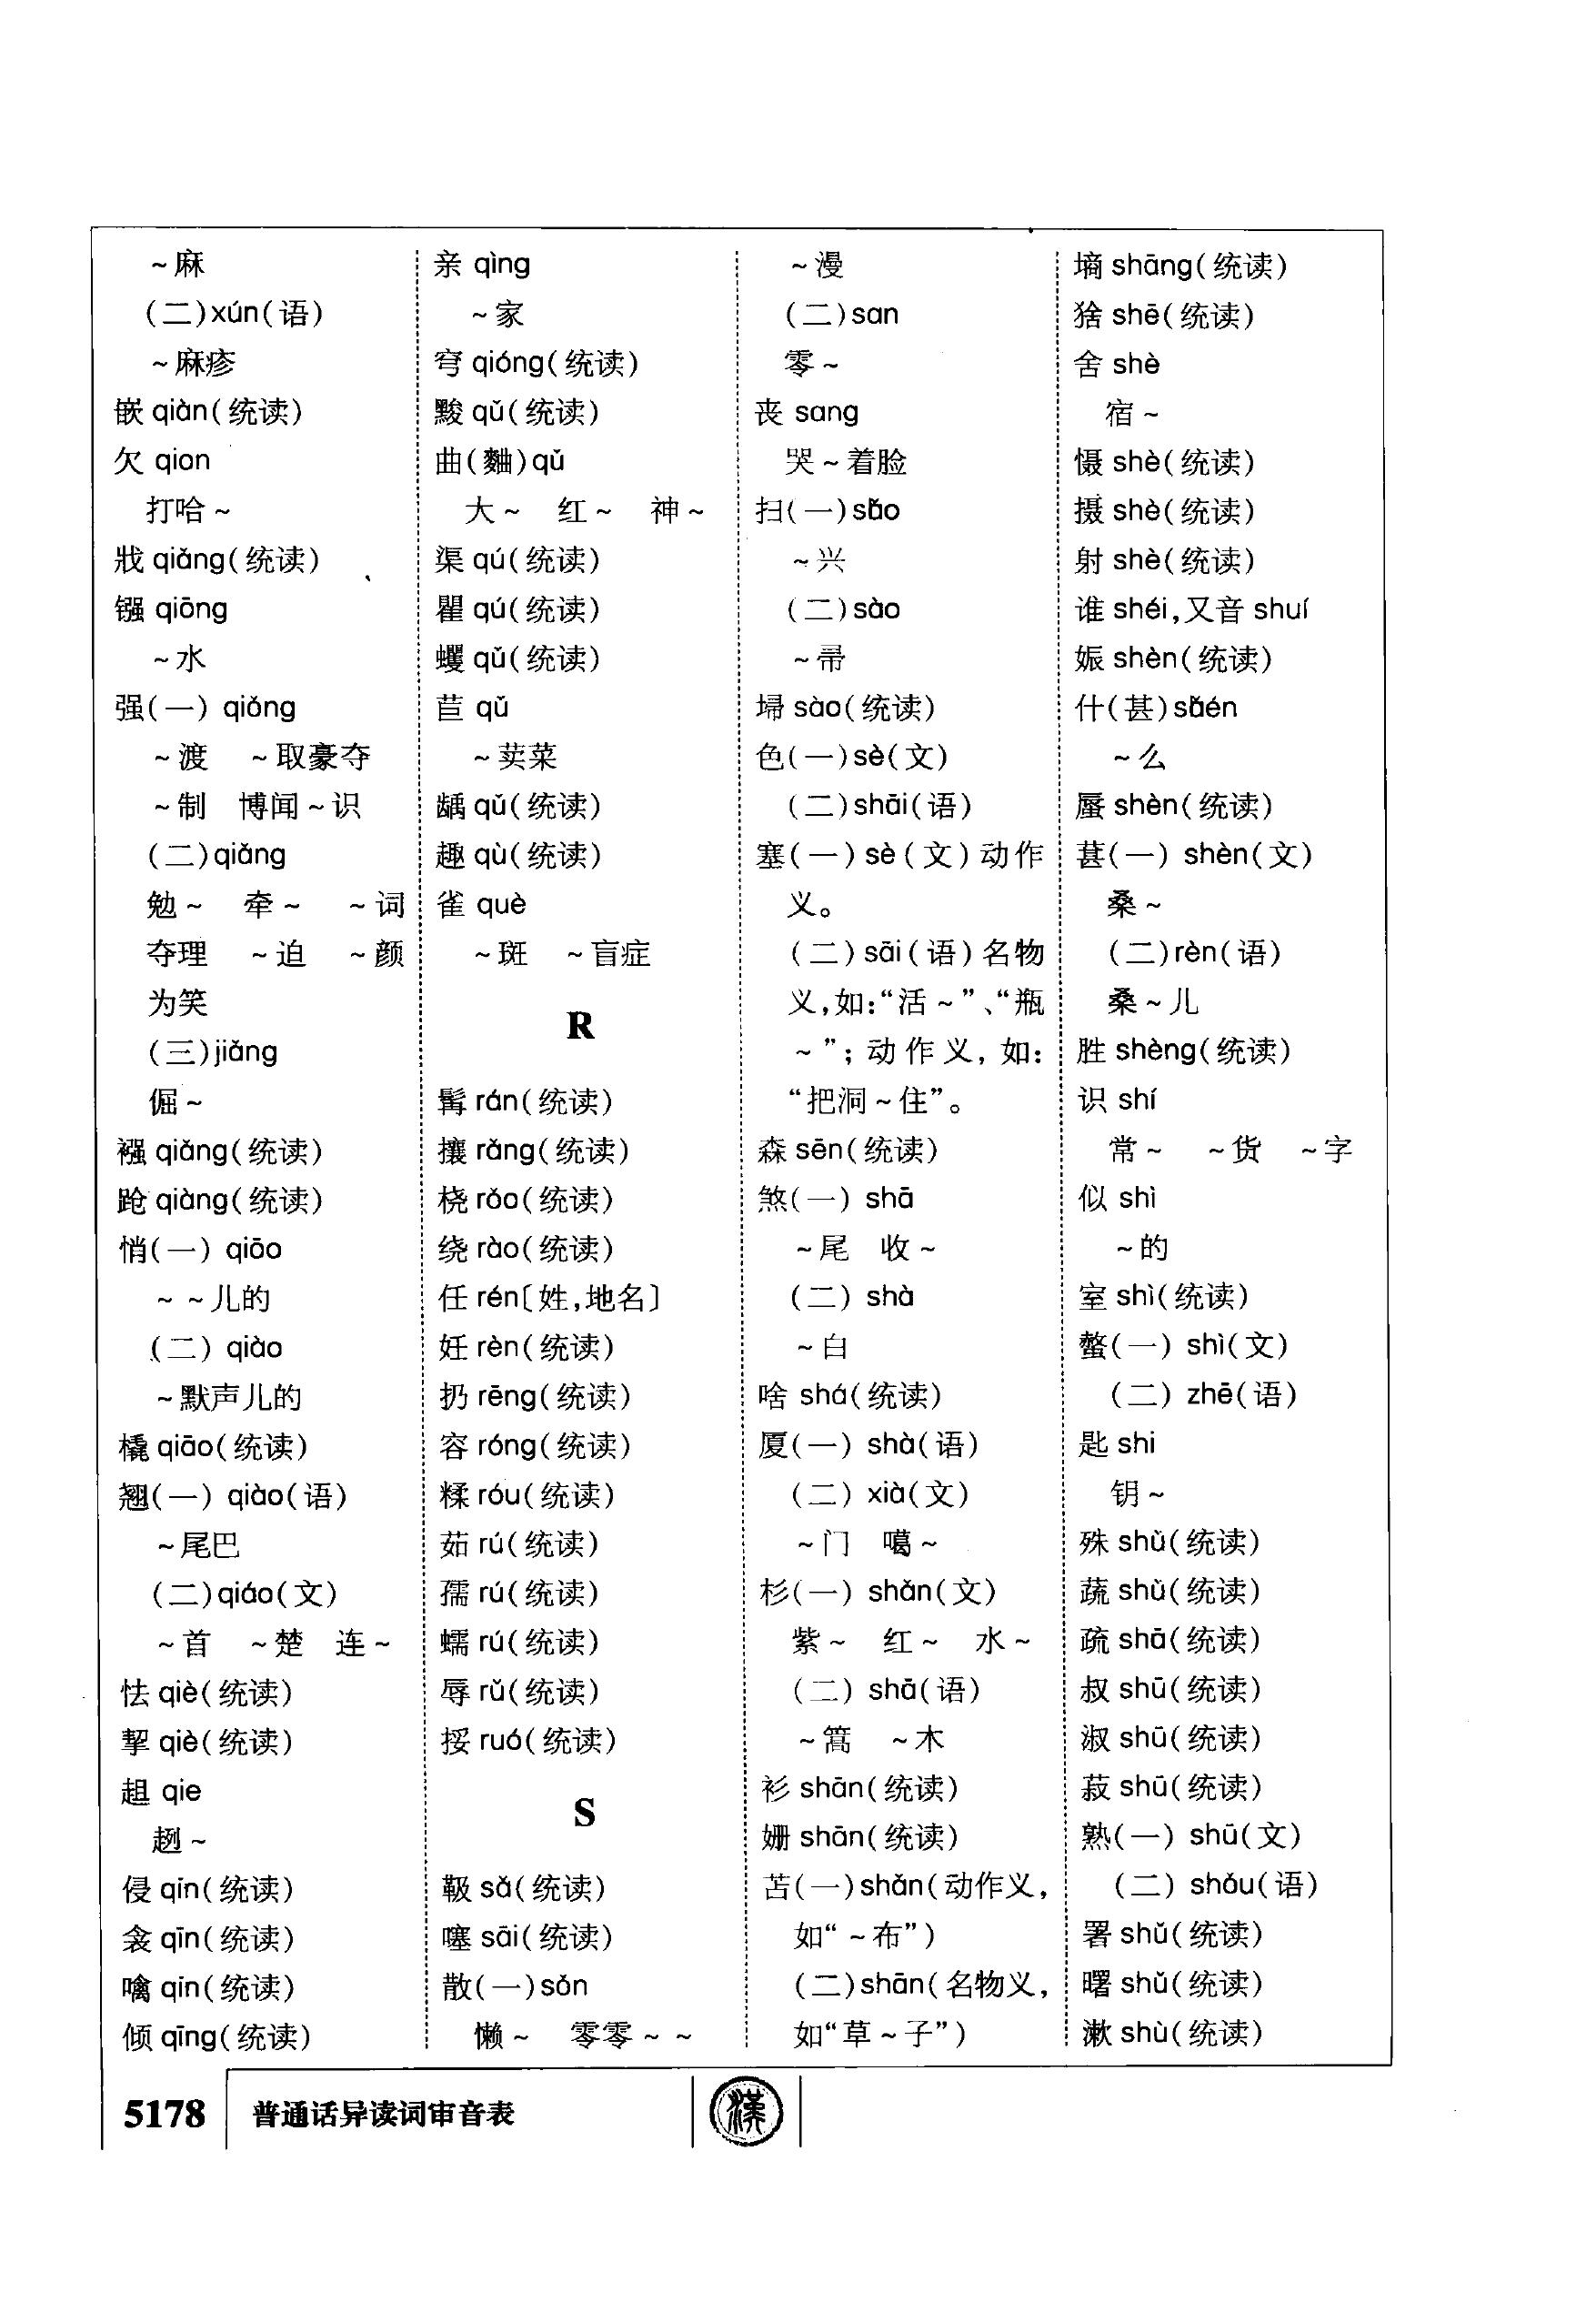 ~麻
(二)xún(语)
~麻疹
嵌 qiàn(统读)
欠 qion
打哈~
戕 qiǎng(统读)
镪 qiōng
~水
强(一) qiǒng
~渡 ~取豪夺
~制 博闻~识
(二)qiǎng
勉~ 牵~ ~词
夺理 ~迫 ~颜
为笑
(三)jiǎng
倔~
襁 qiǎng(统读)
跄 qiàng(统读)
悄(一) qiōo
~~儿的
(二) qiào
~默声儿的
橇 qiāo(统读)
翘(一) qiào(语)
~尾巴
(二)qiáo(文)
~首 ~楚 连~
怯 qiè(统读)
挈 qiè(统读)
趄 qie
趔~
侵 qīn(统读)
衾 qīn(统读)
噙 qín(统读)
倾 qīng(统读)
亲 qìng
~家
穹 qióng(统读)
黢 qǔ(统读)
曲(麯)qǔ
大~ 红~ 神~
渠 qú(统读)
瞿 qú(统读)
蠼 qǔ(统读)
苣 qǔ
~荬菜
龋 qǔ(统读)
趣 qù(统读)
雀 què
~斑 ~盲症
R
髯 rán(统读)
攘 rǎng(统读)
桡 rǒo(统读)
绕 rào(统读)
任 rén〔姓,地名〕
妊 rèn(统读)
扔 rēng(统读)
容 róng(统读)
糅 róu(统读)
茹 rú(统读)
孺 rú(统读)
蠕 rú(统读)
辱 rǔ(统读)
挼 ruó(统读)
S
靸 sǎ(统读)
噻 sāi(统读)
散(一)sǒn
懒~ 零零~~
~漫
(二)san
零~
丧 sang
哭~着脸
扫(一)sǎo
~兴
(二)sào
~帚
埽 sào(统读)
色(一)sè(文)
(二)shāi(语)
塞(一) sè(文)动作
义。
(二)sāi(语)名物
义,如:“活~”、“瓶
~”;动作义,如:
“把洞~住”。
森 sēn(统读)
煞(一) shā
~尾 收~
(二) shà
~白
啥 shá(统读)
厦(一) shà(语)
(二) xià(文)
~门 噶~
杉(一) shǎn(文)
紫~ 红~ 水~
(二) shā(语)
~篙 ~木
衫 shān(统读)
姗 shān(统读)
苫(一)shǎn(动作义,
如“~布”)
(二)shān(名物义,
如“草~子”)
墒 shāng(统读)
猞 shē(统读)
舍 shè
宿~
慑 shè(统读)
摄 shè(统读)
射 shè(统读)
谁 shéi,又音 shuí
娠 shèn(统读)
什(甚)shén
~么
蜃 shèn(统读)
葚(一) shèn(文)
桑~
(二)rèn(语)
桑~儿
胜 shèng(统读)
识 shí
常~ ~货 ~字
似 shì
~的
室 shì(统读)
螫(一) shì(文)
(二) zhē(语)
匙 shi
钥~
殊 shǔ(统读)
蔬 shǔ(统读)
疏 shā(统读)
叔 shū(统读)
淑 shū(统读)
菽 shū(统读)
熟(一) shū(文)
(二) shǒu(语)
署 shǔ(统读)
曙 shǔ(统读)
漱 shù(统读)
5178 普通话异读词审音表 漢